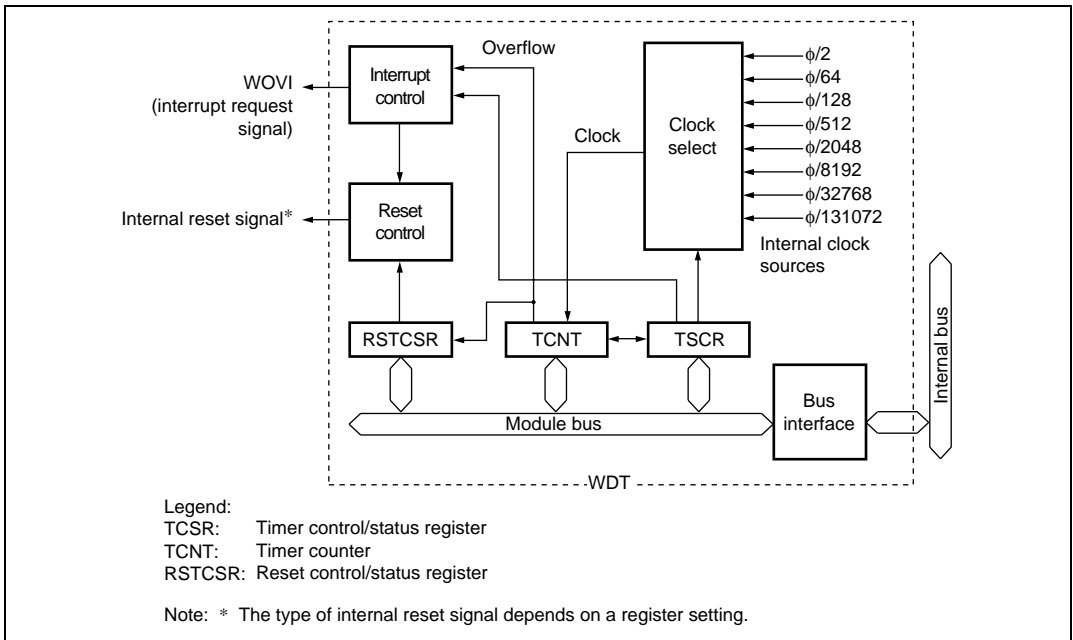 Overflow
Interrupt
control
WOVI
(interrupt request
signal)
Clock
Clock
select
ϕ/2
ϕ/64
ϕ/128
ϕ/512
ϕ/2048
ϕ/8192
ϕ/32768
ϕ/131072
Internal clock
sources
Internal reset signal*
Reset
control
RSTCSR
TCNT
TSCR
Module bus
Bus
interface
Internal bus
WDT
Legend:
TCSR: Timer control/status register
TCNT: Timer counter
RSTCSR: Reset control/status register
Note: * The type of internal reset signal depends on a register setting.